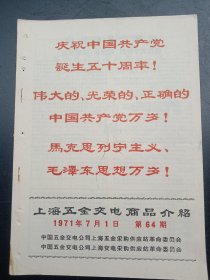 庆祝中国共产党
诞生五十周年！
伟大的、光荣的、正确的
中国共产党万岁！
馬克思列宁主义、
毛澤东思想万岁！
上海五金交电商品介紹
1971年7月1日 第64期
中国五金交电公司上海五金采购供应站革命委员会
中国五金交电公司上海交电采购供应站革命委员会